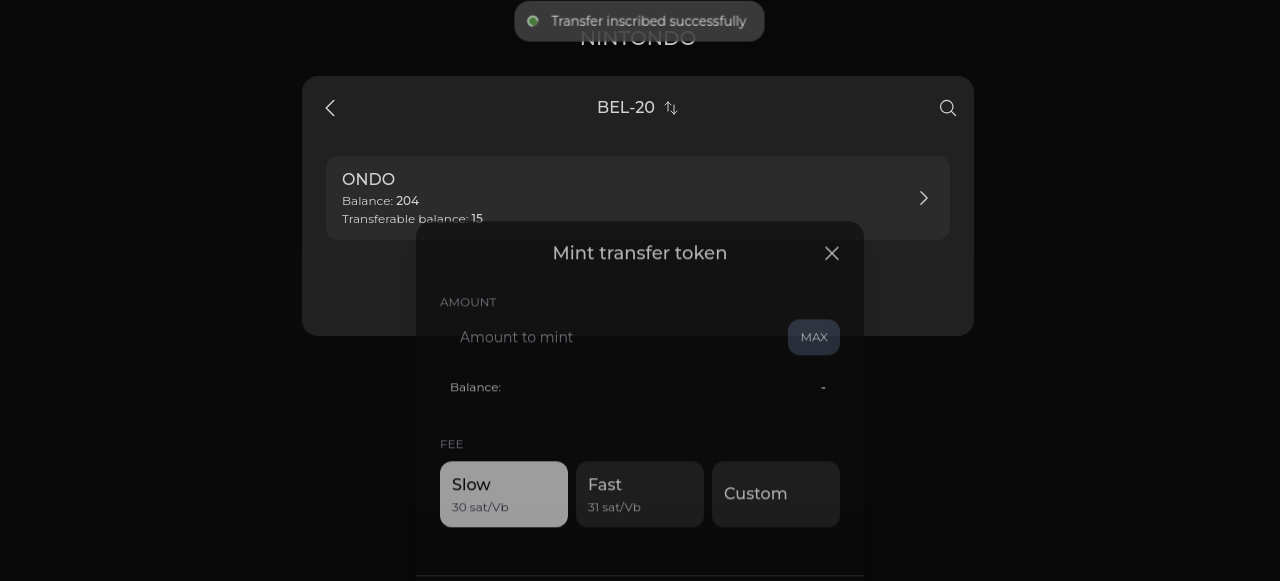 Transfer inscribed successfully
NINTONDO
BEL-20
ONDO
Balance: 204
Transferable balance: 15
Mint transfer token
AMOUNT
Amount to mint
MAX
Balance:
-
FEE
Slow
30 sat/Vb
Fast
31 sat/Vb
Custom